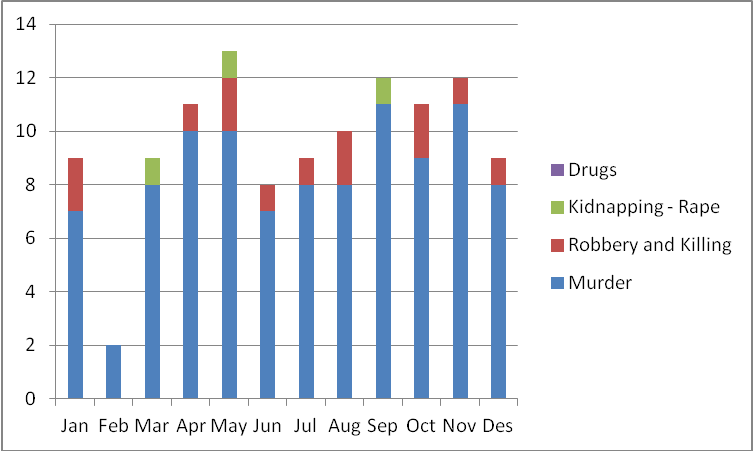 14
12
10
8
6
4
2
0
Jan Feb Mar Apr May Jun Jul Aug Sep Oct Nov Des
Drugs
Kidnapping - Rape
Robbery and Killing
Murder